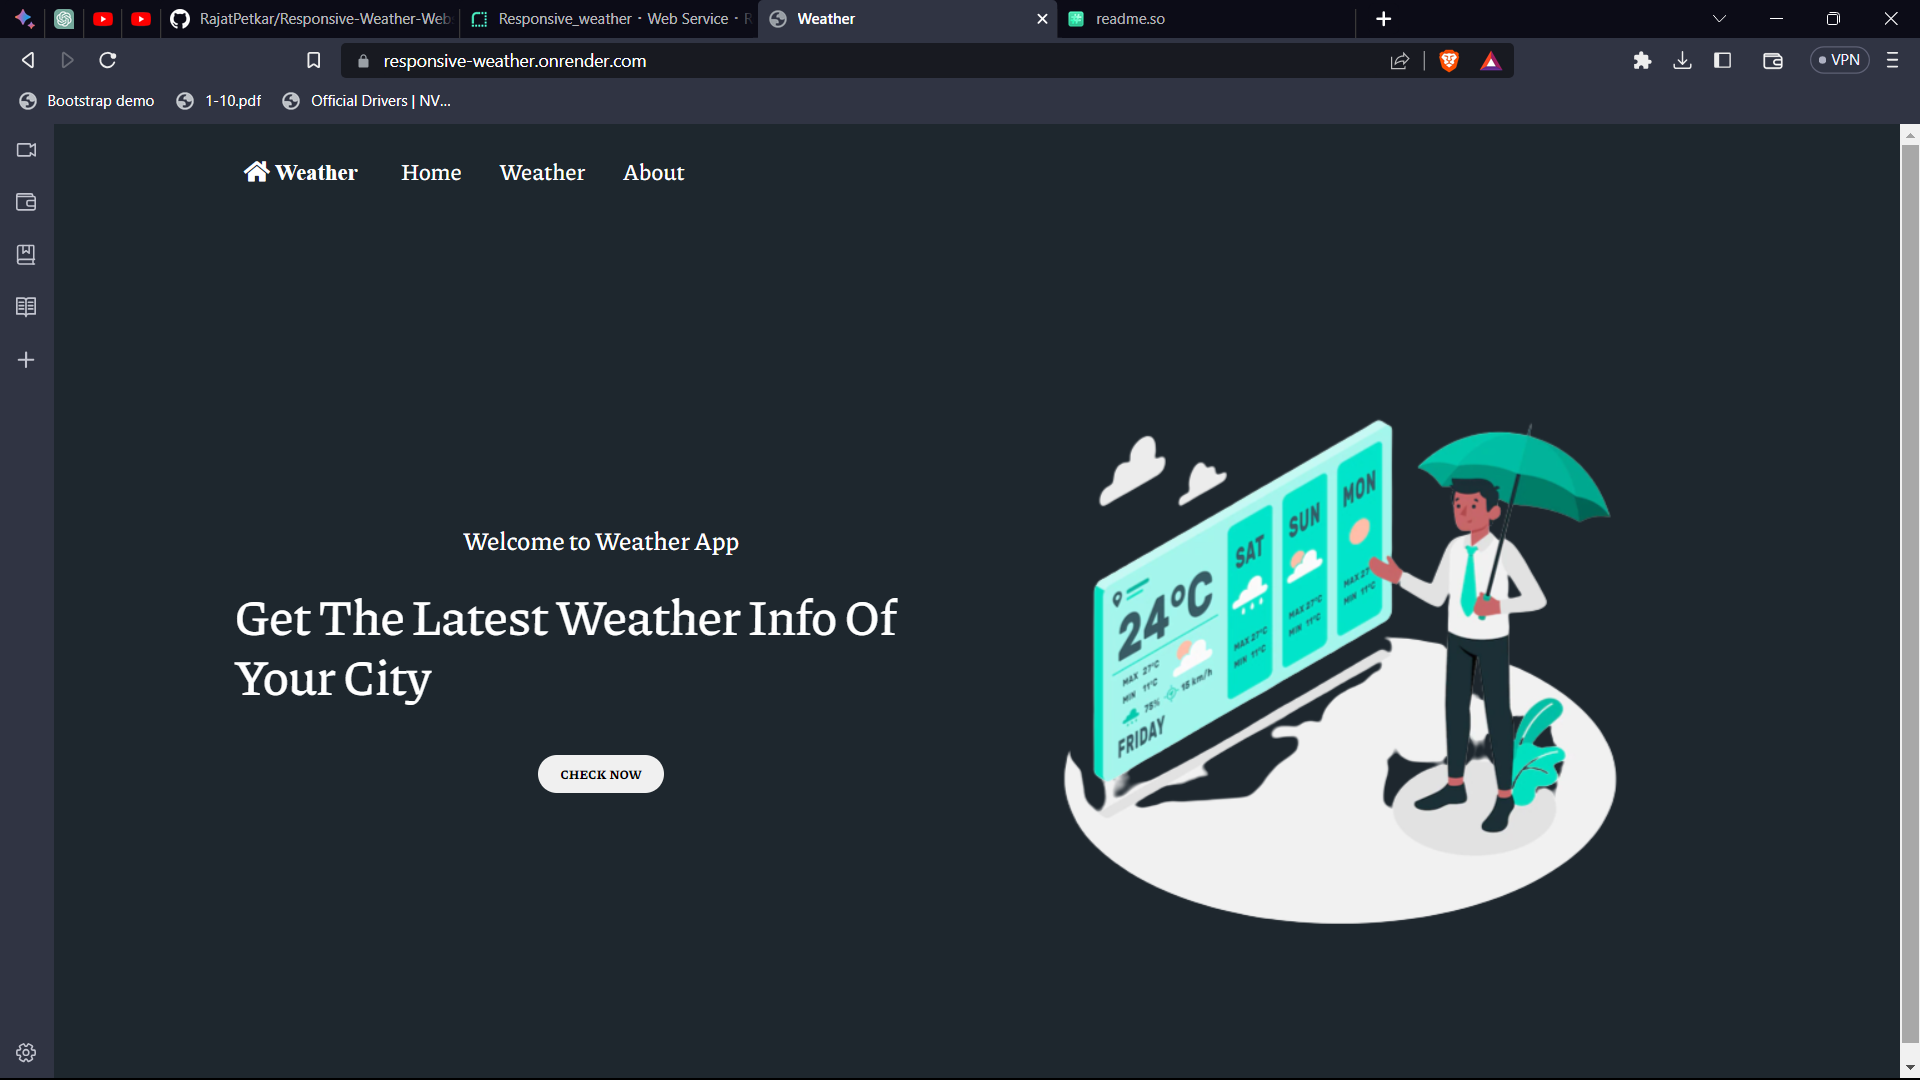 RajatPetkar/Responsive-Weather-Web
Responsive_weather · Web Service · R
Weather
readme.so
responsive-weather.onrender.com
VPN
Bootstrap demo
1-10.pdf
Official Drivers | NV...
Weather
Home
Weather
About
Welcome to Weather App
Get The Latest Weather Info Of
Your City
CHECK NOW
24°C
MAX 27°C
MIN 11°C
75%
15 km/h
FRIDAY
SAT
MAX 27°C
MIN 11°C
SUN
MAX 27°C
MIN 11°C
MON
MAX 27
MIN 11°C